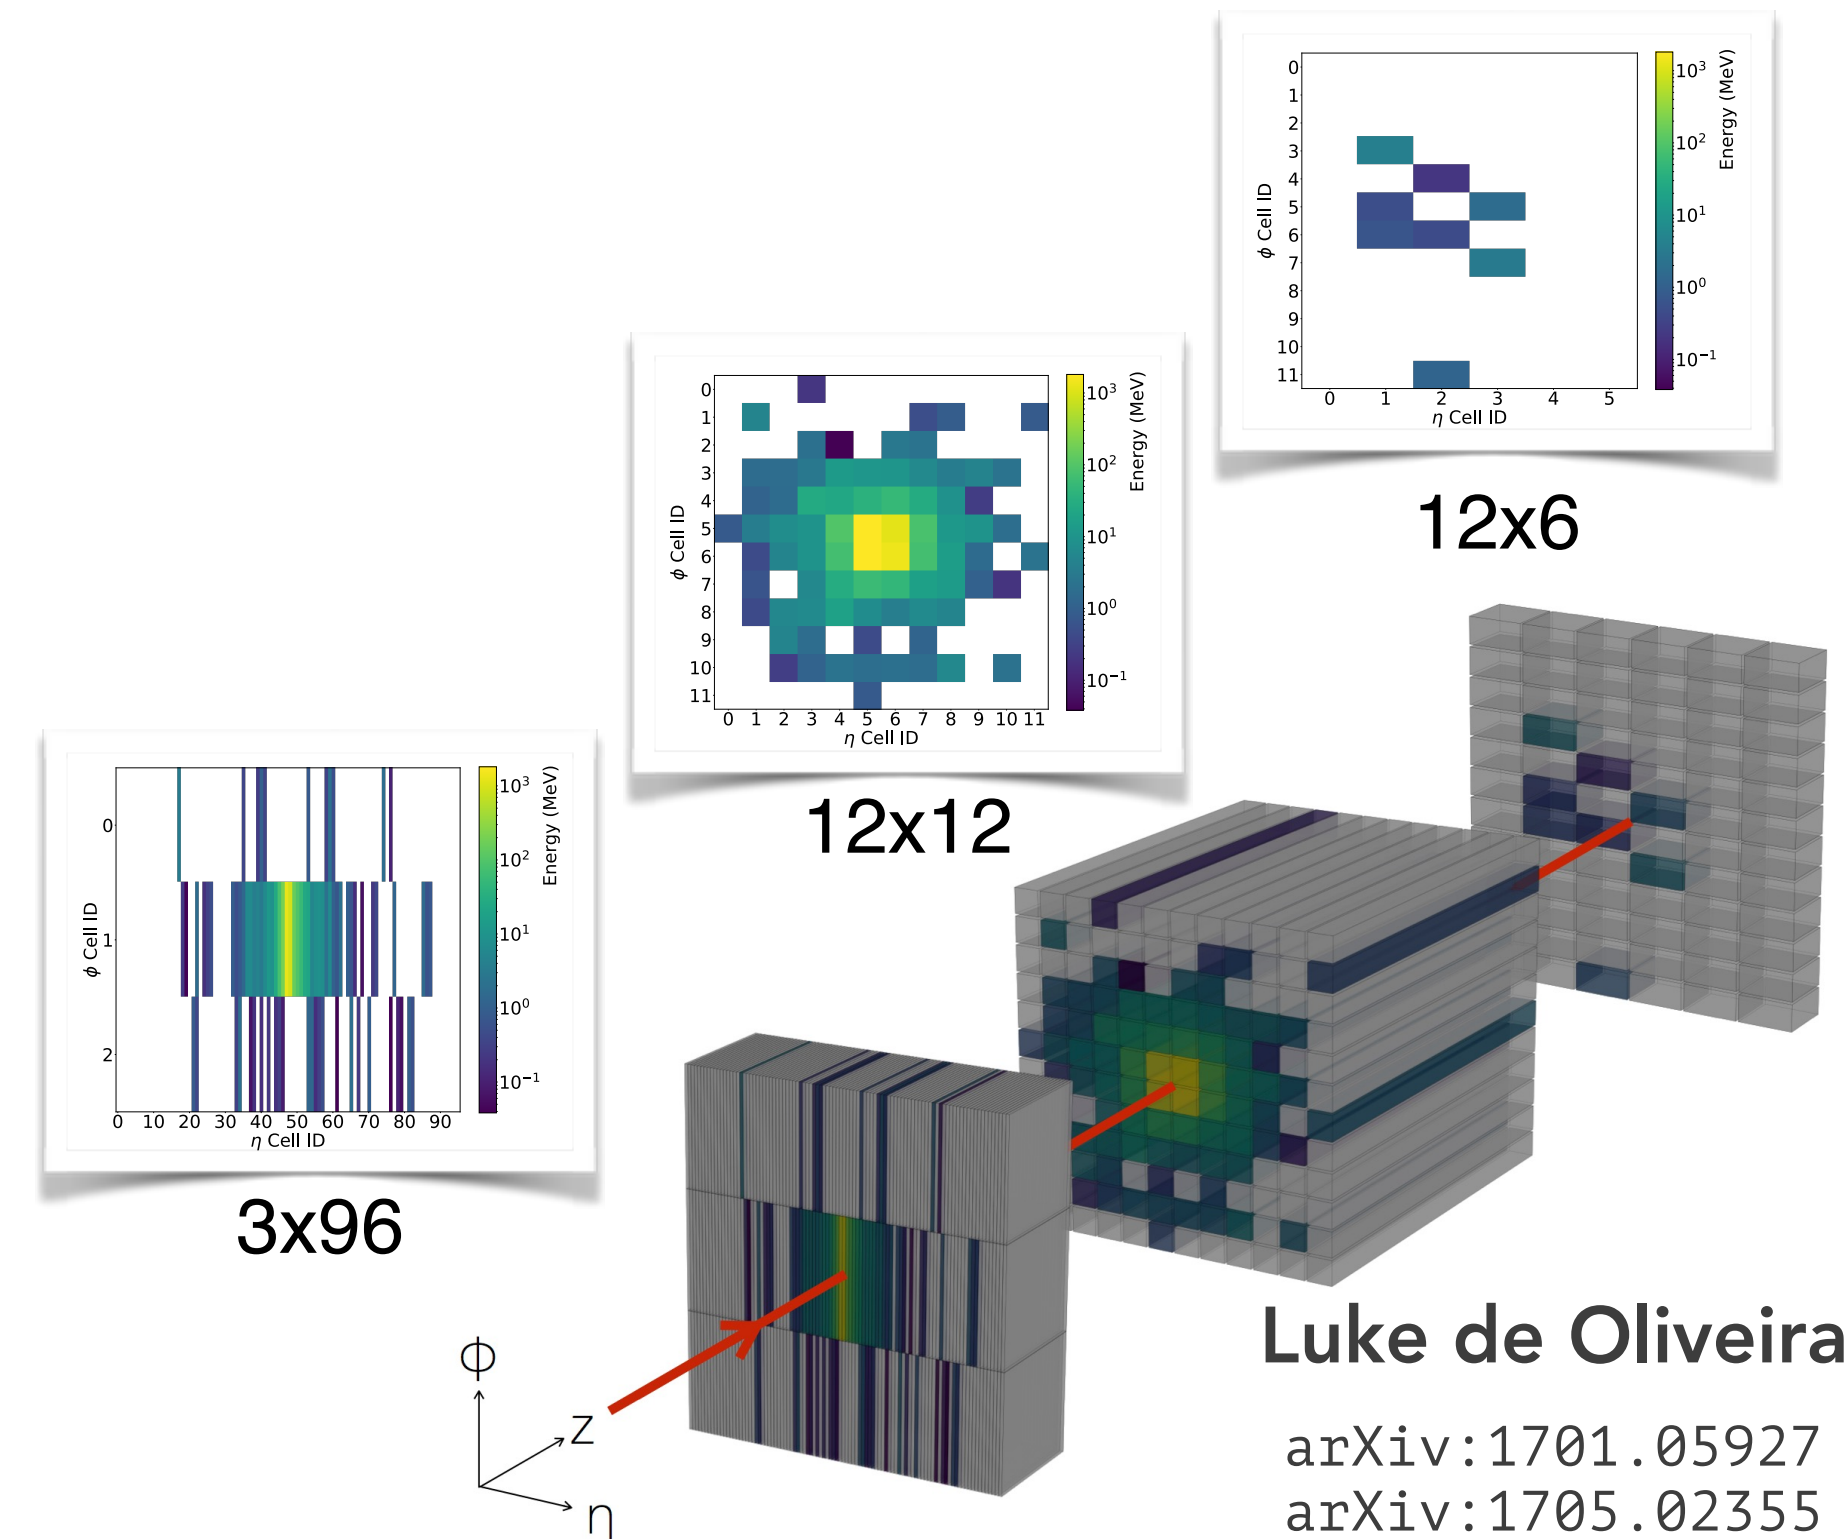 0
1
2
3
4
5
6
7
8
9
10
11
0 1 2 3 4 5
η Cell ID
ϕ Cell ID
10³
10²
10¹
10⁰
10⁻¹
Energy (MeV)
12x6
0
1
2
3
4
5
6
7
8
9
10
11
0 1 2 3 4 5 6 7 8 9 10 11
η Cell ID
ϕ Cell ID
10³
10²
10¹
10⁰
10⁻¹
Energy (MeV)
12x12
0
1
2
0 10 20 30 40 50 60 70 80 90
η Cell ID
ϕ Cell ID
10³
10²
10¹
10⁰
10⁻¹
Energy (MeV)
3x96
ϕ
z
η
Luke de Oliveira
arXiv:1701.05927
arXiv:1705.02355